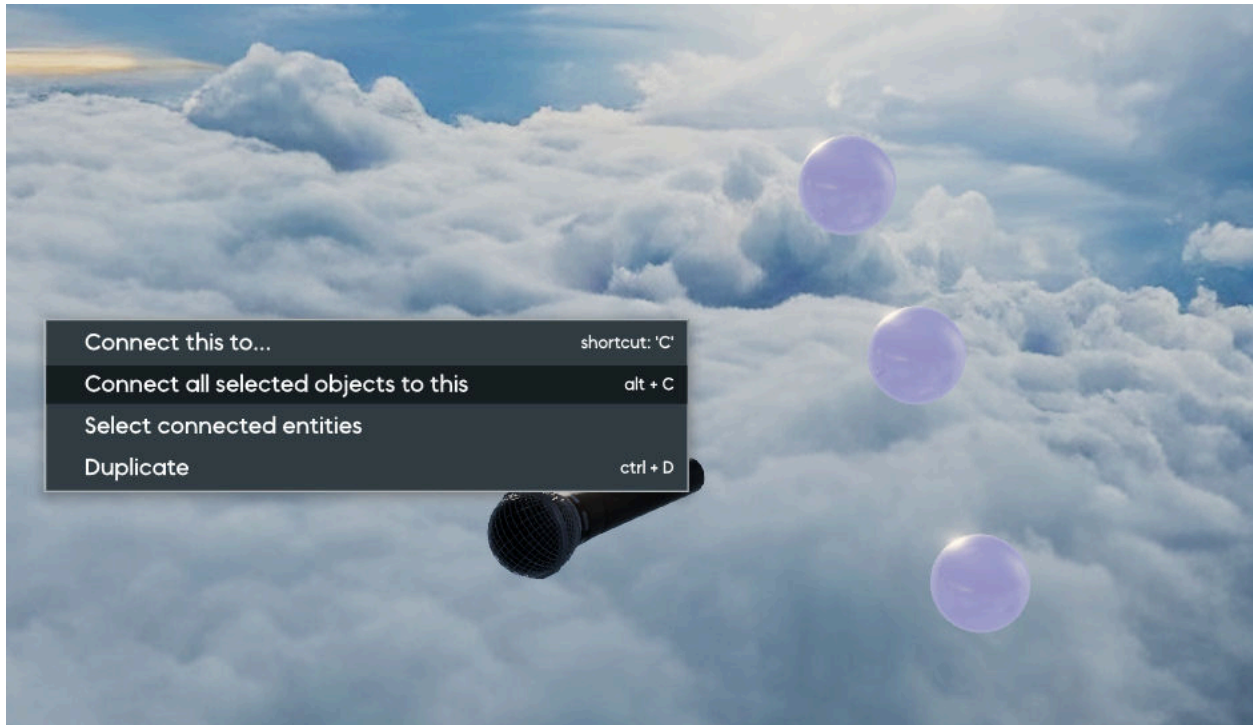 Connect this to... shortcut: 'C'
Connect all selected objects to this alt + C
Select connected entities
Duplicate ctrl + D